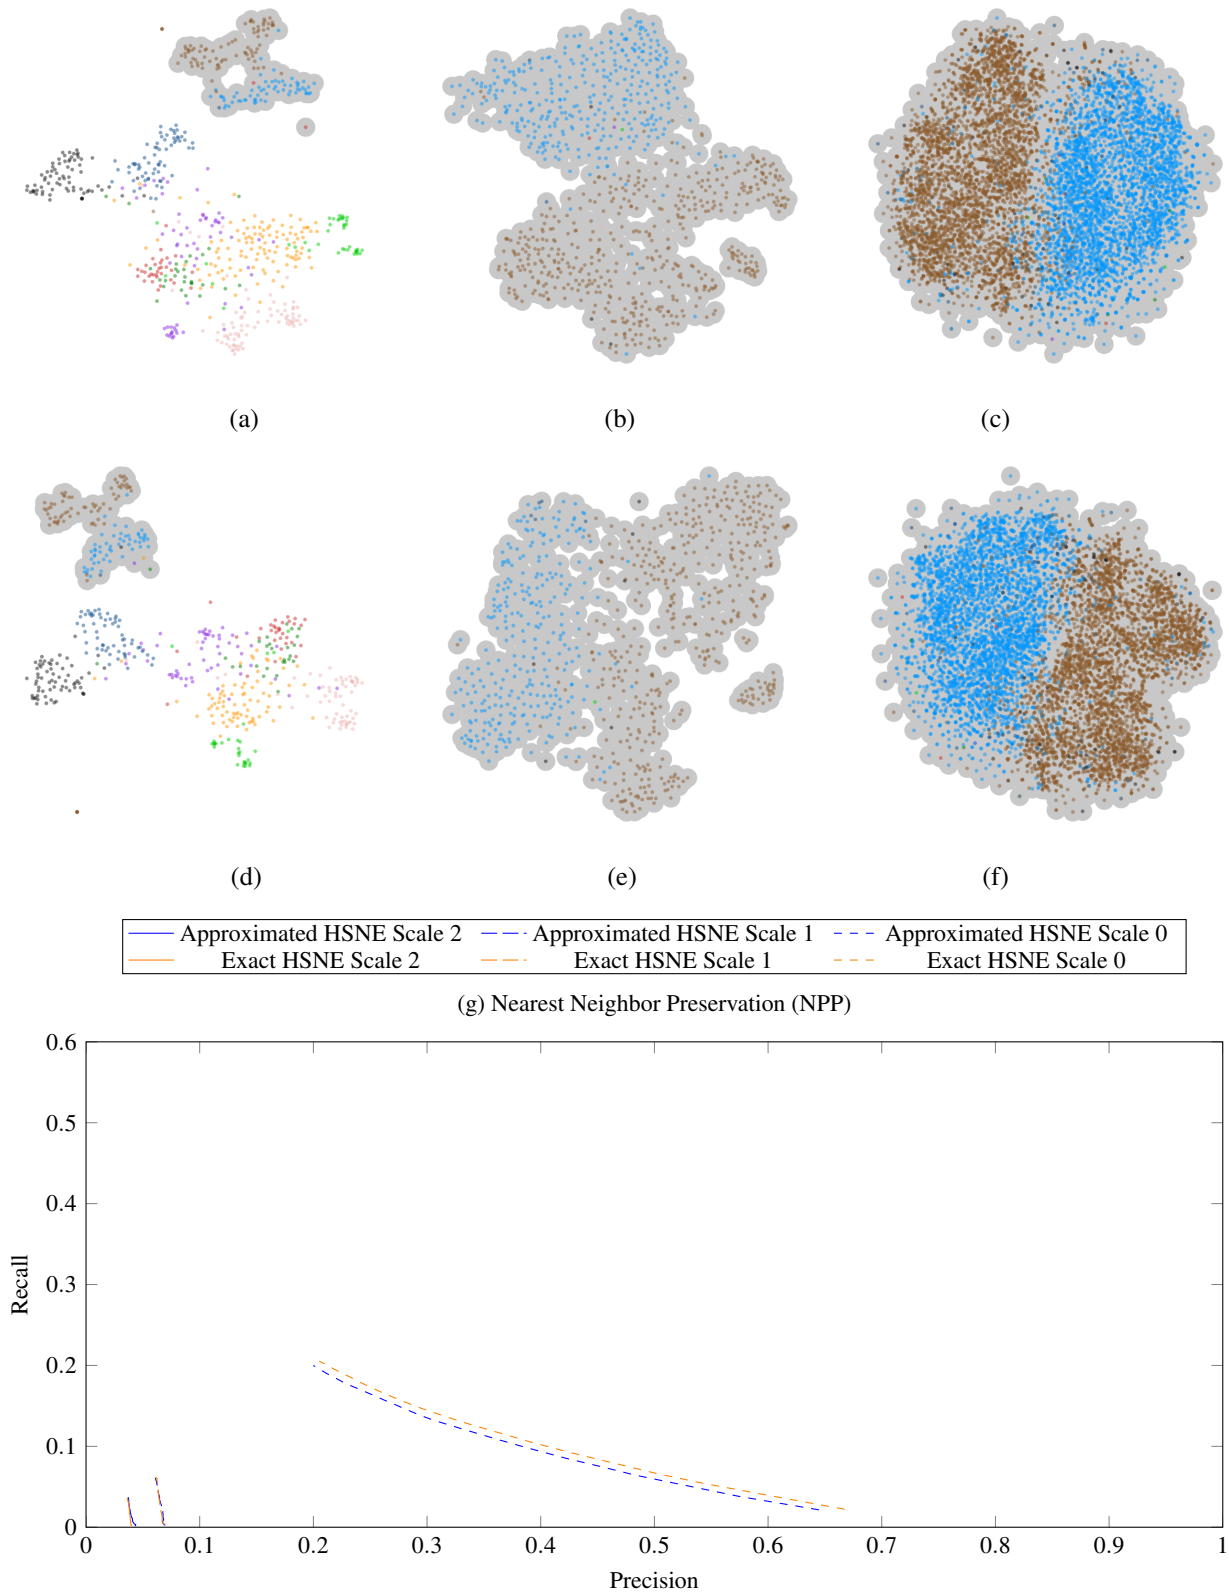 (a)
(b)
(c)
(d)
(e)
(f)
Approximated HSNE Scale 2
Approximated HSNE Scale 1
Approximated HSNE Scale 0
Exact HSNE Scale 2
Exact HSNE Scale 1
Exact HSNE Scale 0
(g) Nearest Neighbor Preservation (NPP)
0.6
0.5
0.4
0.3
0.2
0.1
0
Recall
0
0.1
0.2
0.3
0.4
0.5
0.6
0.7
0.8
0.9
1
Precision